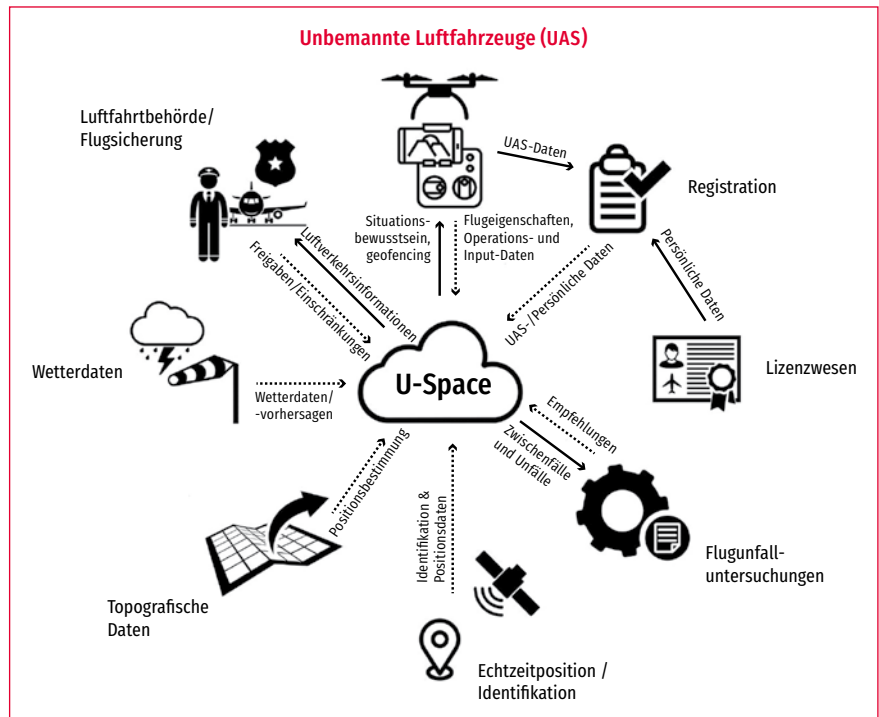 Unbemannte Luftfahrzeuge (UAS)
Luftfahrtbehörde/
Flugsicherung
UAS-Daten
Registration
Situations-
bewusstsein,
geofencing
Flugeigenschaften,
Operations- und
Input-Daten
Luftverkehrsinformationen
Freigaben/Einschränkungen
UAS-/Persönliche Daten
Persönliche Daten
Wetterdaten
Wetterdaten/
-vorhersagen
U-Space
Lizenzwesen
Empfehlungen
Zwischenfälle
und Unfälle
Positionsbestimmung
Identifikation &
Positionsdaten
Flugunfall-
untersuchungen
Topografische
Daten
Echtzeitposition /
Identifikation